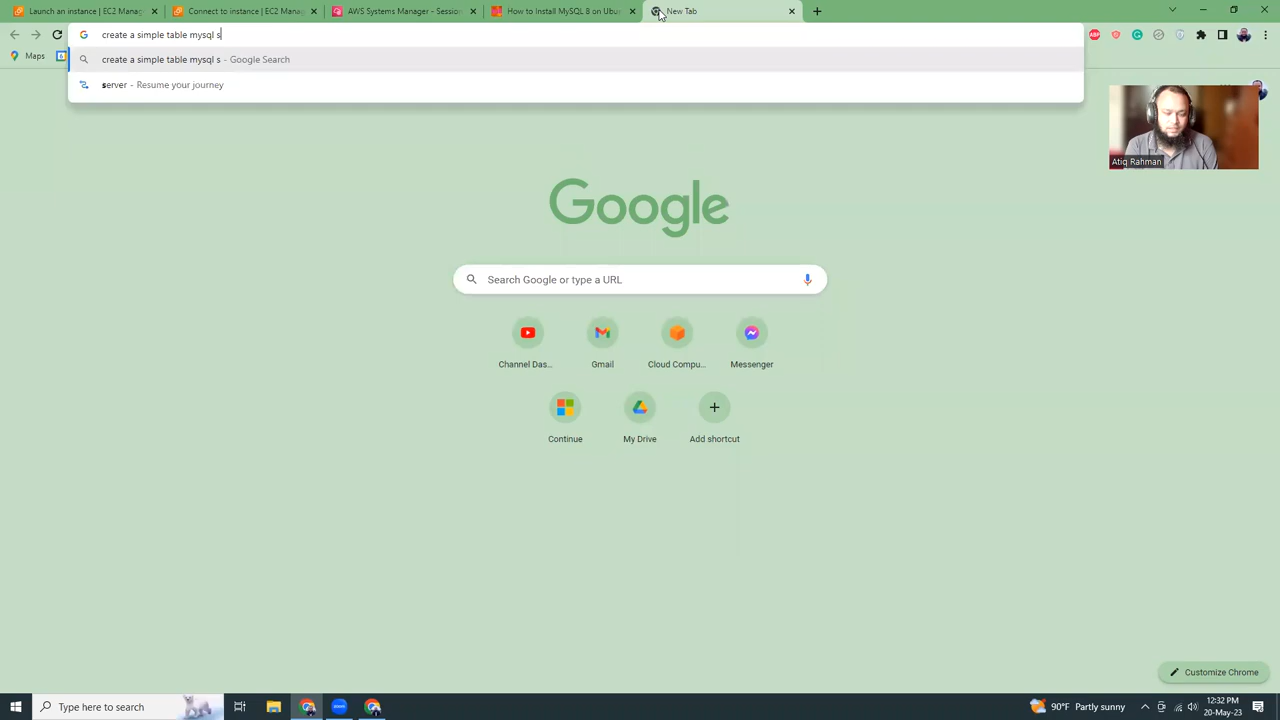 Launch an instance | EC2 Manag
Connect to instance | EC2 Manag
AWS Systems Manager - Session
How to Install MySQL 8 on Ubun
New Tab
create a simple table mysql s
Maps
create a simple table mysql s - Google Search
server - Resume your journey
Atiq Rahman
Google
Search Google or type a URL
Channel Das...
Gmail
Cloud Compu...
Messenger
Continue
My Drive
Add shortcut
Customize Chrome
Type here to search
zoom
90°F Partly sunny
12:32 PM
20-May-23